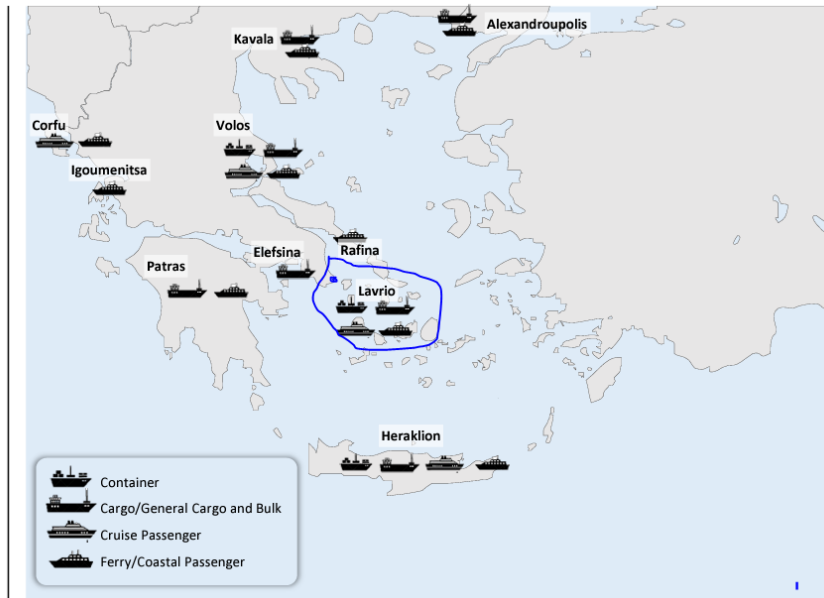 Alexandroupolis
Kavala
Corfu
Volos
Igoumenitsa
Rafina
Elefsina
Patras
Lavrio
Heraklion
Container
Cargo/General Cargo and Bulk
Cruise Passenger
Ferry/Coastal Passenger